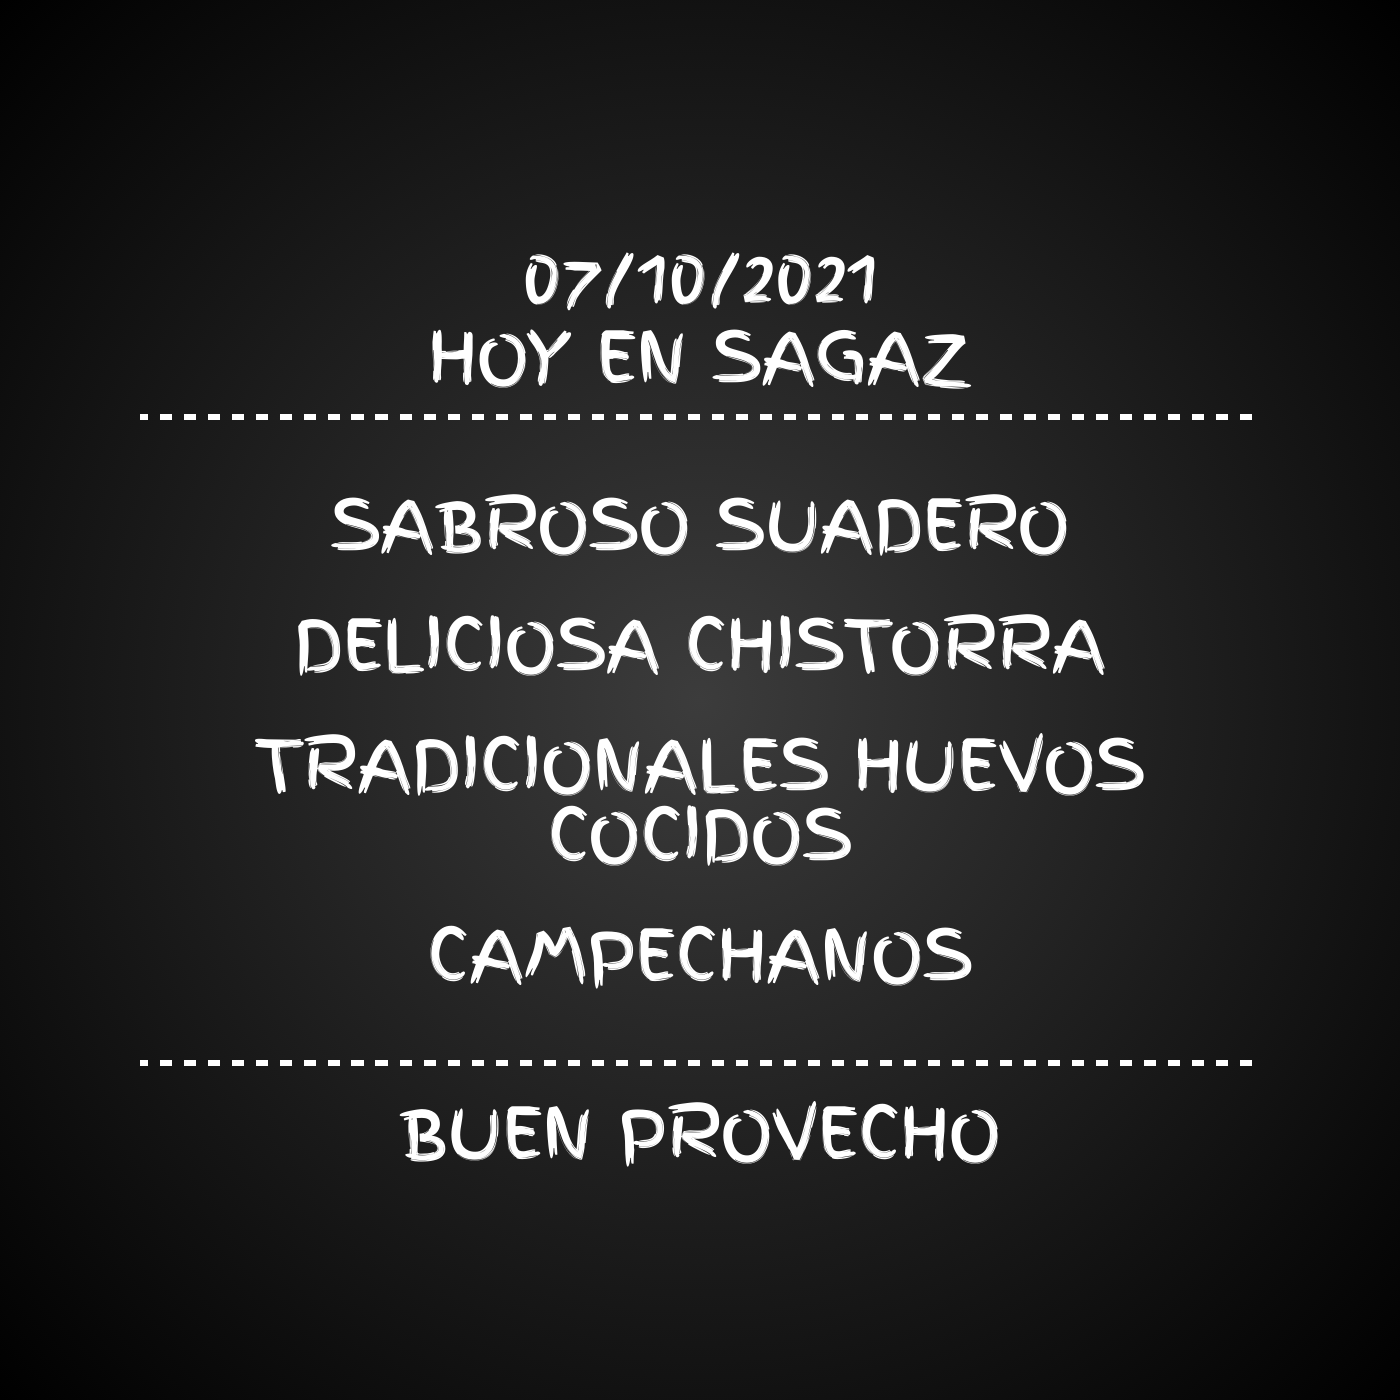 07/10/2021
HOY EN SAGAZ
SABROSO SUADERO
DELICIOSA CHISTORRA
TRADICIONALES HUEVOS
COCIDOS
CAMPECHANOS
BUEN PROVECHO